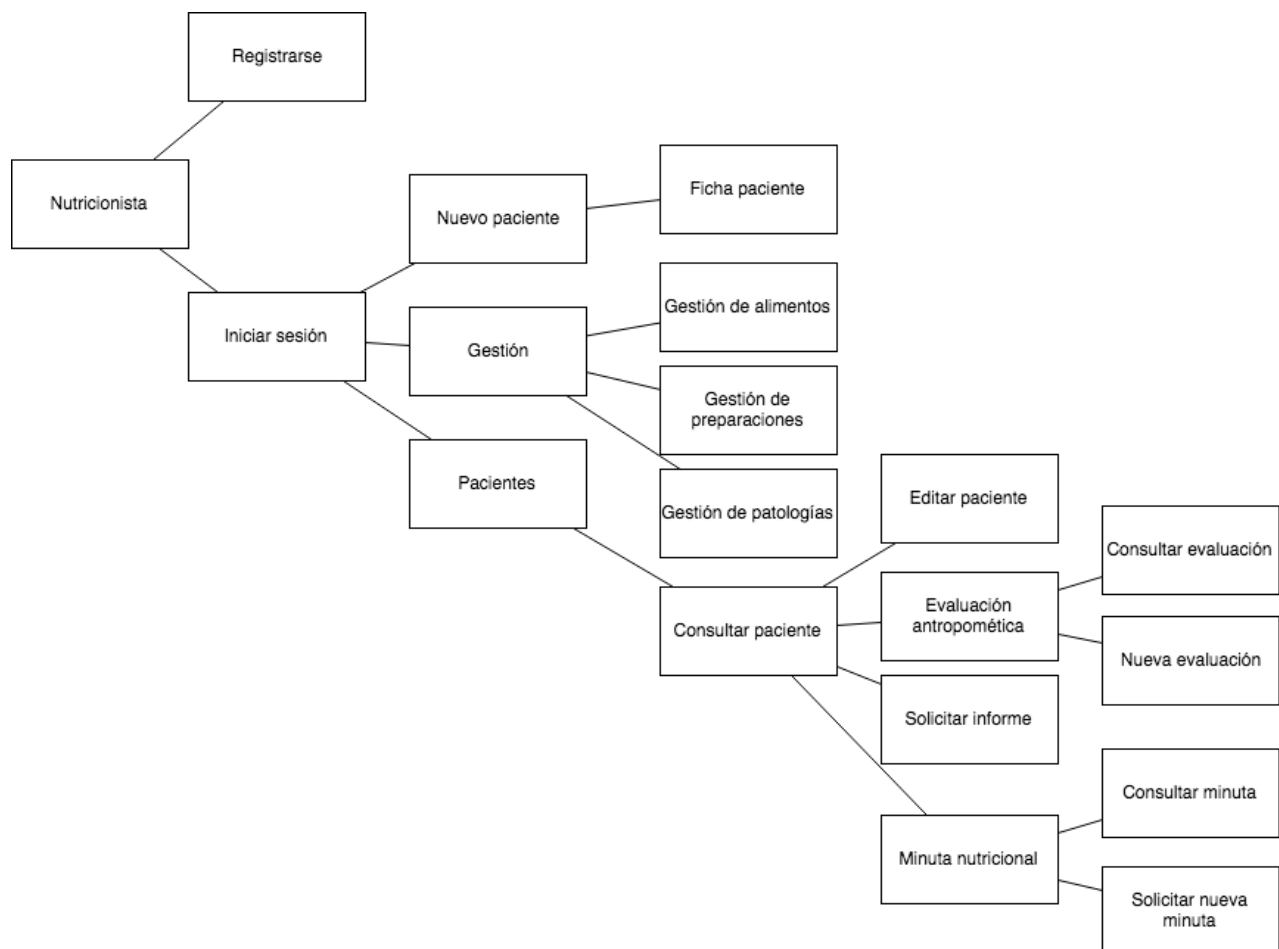 Registrarse
Nutricionista
Iniciar sesión
Nuevo paciente
Ficha paciente
Gestión
Gestión de alimentos
Gestión de
preparaciones
Gestión de patologías
Pacientes
Consultar paciente
Editar paciente
Evaluación
antropomética
Consultar evaluación
Nueva evaluación
Solicitar informe
Minuta nutricional
Consultar minuta
Solicitar nueva
minuta